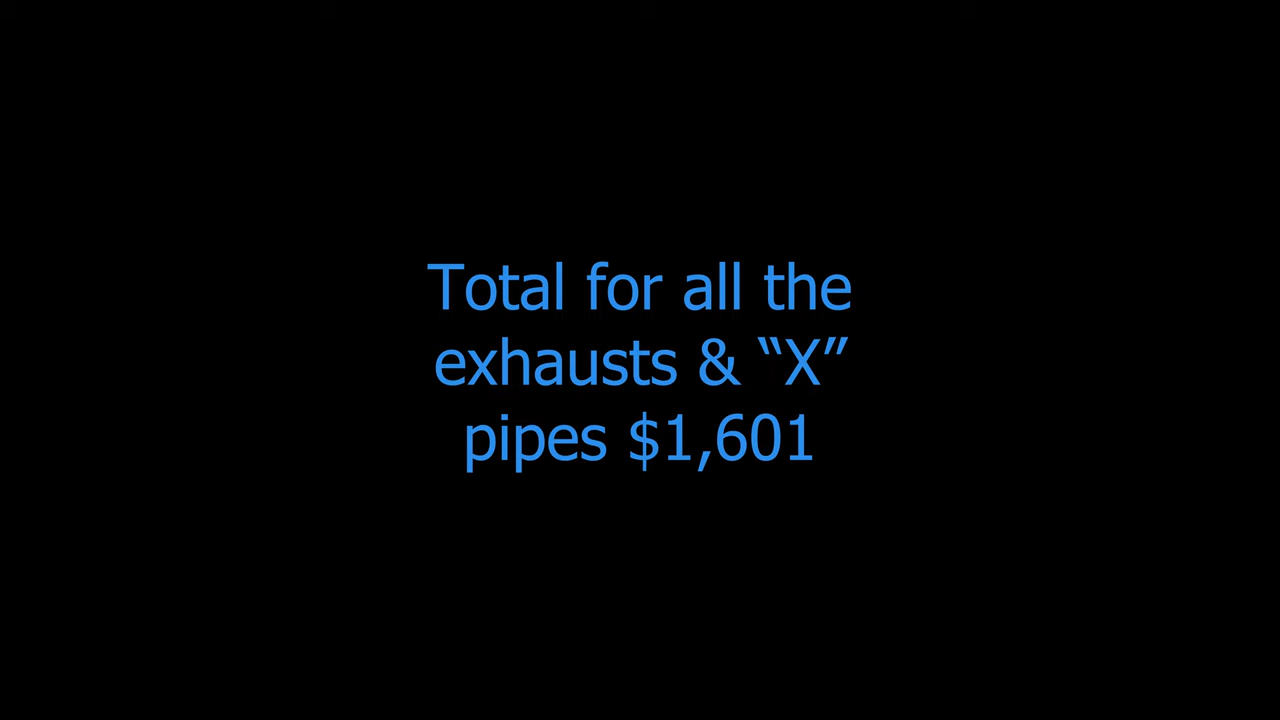 Total for all the
exhausts & “X”
pipes $1,601